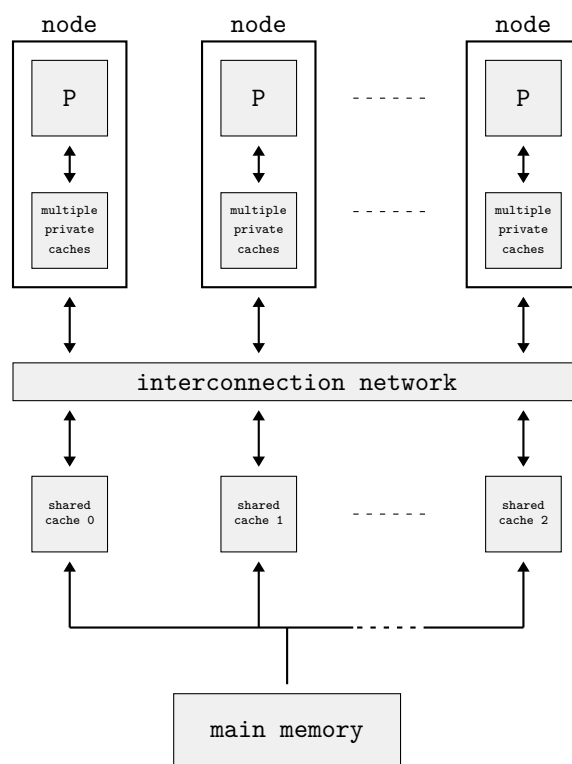 node node node
P P P
multiple multiple multiple
private private private
caches caches caches
interconnection network
shared shared shared
cache 0 cache 1 cache 2
main memory